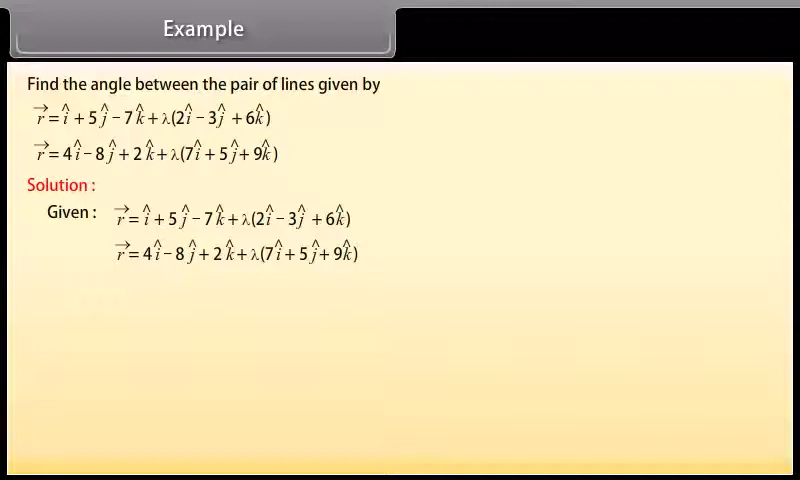 Example
Find the angle between the pair of lines given by
r⃗ = î + 5ĵ − 7k̂ + λ(2î − 3ĵ + 6k̂)
r⃗ = 4î − 8ĵ + 2k̂ + λ(7î + 5ĵ + 9k̂)
Solution :
Given : r⃗ = î + 5ĵ − 7k̂ + λ(2î − 3ĵ + 6k̂)
r⃗ = 4î − 8ĵ + 2k̂ + λ(7î + 5ĵ + 9k̂)